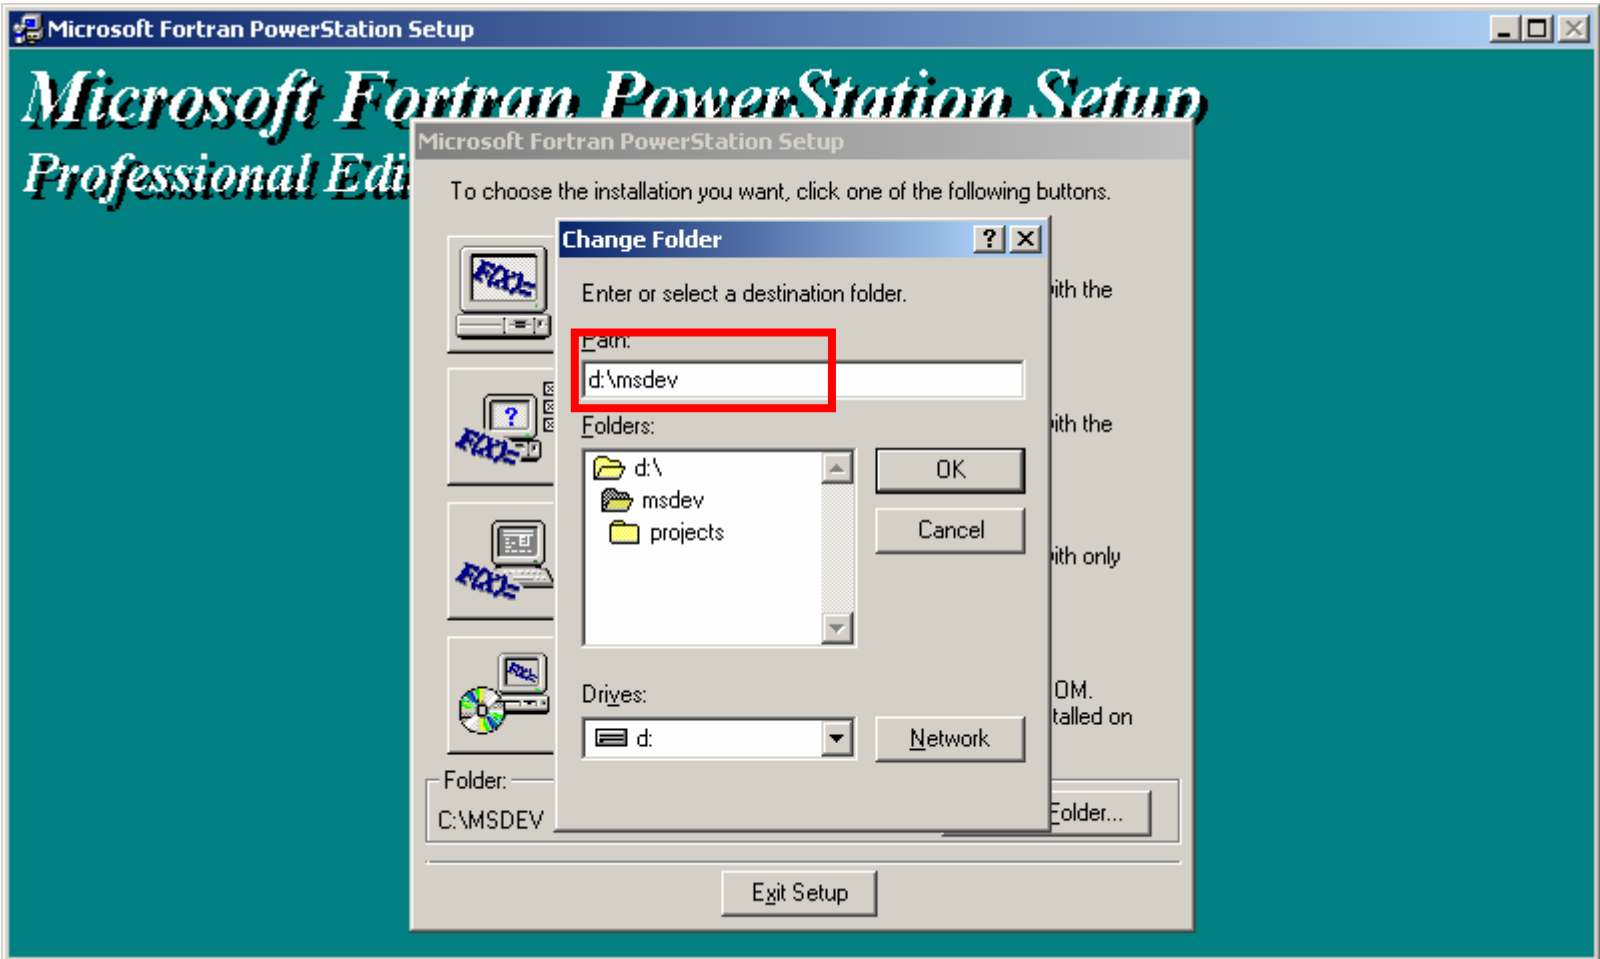 Microsoft Fortran PowerStation Setup
Microsoft Fortran PowerStation Setup
Professional Edi
Microsoft Fortran PowerStation Setup
To choose the installation you want, click one of the following buttons.
Change Folder
Enter or select a destination folder.
ith the
Path:
d:\msdev
Folders:
ith the
d:\
OK
msdev
projects
Cancel
ith only
Drives:
OM.
talled on
d:
Network
Folder:
C:\MSDEV
Folder...
Exit Setup